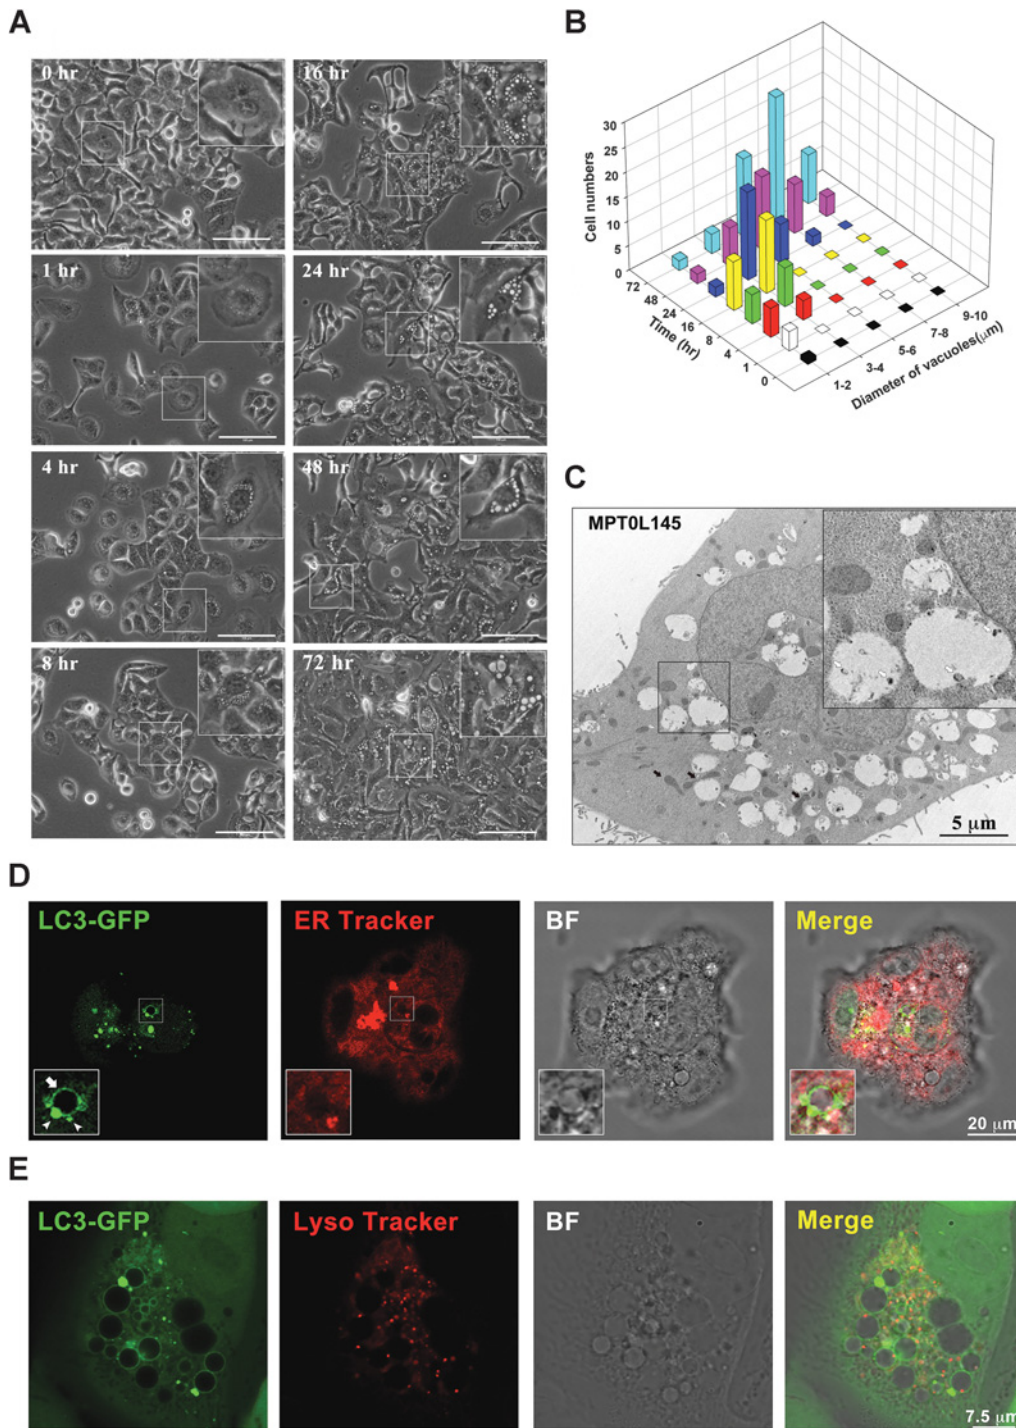 A
0 hr
16 hr
1 hr
24 hr
4 hr
48 hr
8 hr
72 hr
B
Cell numbers
30
25
20
15
10
5
0
72
48
24
16
8
4
1
0
Time (hr)
1-2
3-4
5-6
7-8
9-10
Diameter of vacuoles(μm)
C
MPT0L145
5 μm
D
LC3-GFP
ER Tracker
BF
Merge
20 μm
E
LC3-GFP
Lyso Tracker
BF
Merge
7.5 μm